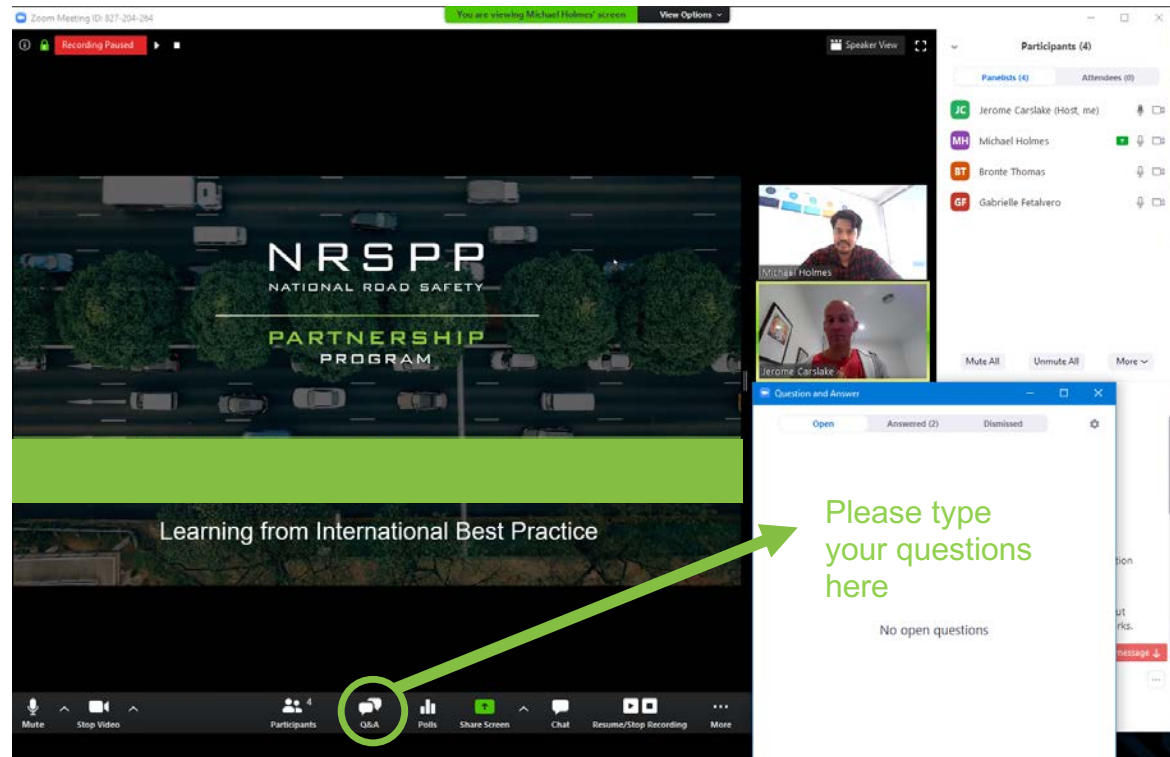 Zoom Meeting ID: 827-204-264
You are viewing Michael Holmes' screen
View Options
Recording Paused
Speaker View
Participants (4)
Panelists (4)
Attendees (0)
JC
Jerome Carslake (Host, me)
MH
Michael Holmes
BT
Bronte Thomas
GF
Gabrielle Fetalvero
NRSPP
NATIONAL ROAD SAFETY
PARTNERSHIP
PROGRAM
Michael Holmes
Jerome Carslake
Mute All
Unmute All
More
Question and Answer
Open
Answered (2)
Dismissed
Learning from International Best Practice
Please type
your questions
here
No open questions
message
Mute
Stop Video
4
Participants
Q&A
Polls
Share Screen
Chat
Resume/Stop Recording
More